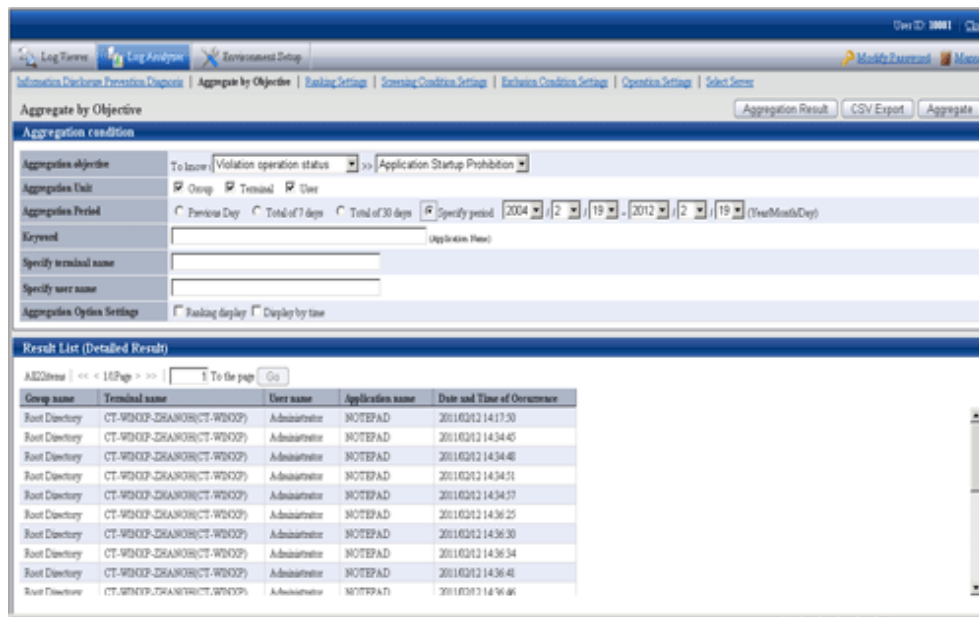 User ID: 10001
Log Viewer Log Analyzer Environment Setup Modify Password
Information Disclosure Prevention Diagnosis | Aggregate by Objective | Ranking Settings | Screening Condition Settings | Exclusion Condition Settings | Operation Settings | Select Server
Aggregate by Objective Aggregation Result CSV Export Aggregate
Aggregation condition
Aggregation objective To know: Violation operation status >> Application Startup Prohibition
Aggregation Unit Group Terminal User
Aggregation Period Previous Day Total of 7 days Total of 30 days Specify period 2004 / 2 / 19 - 2012 / 2 / 19 (Year/Month/Day)
Keyword (Application Name)
Specify terminal name
Specify user name
Aggregation Option Settings Ranking display Display by time
Result List (Detailed Result)
All22items | << < 1/1Page > >> | 1 To the page Go
Group name Terminal name User name Application name Date and Time of Occurrence
Root Directory CT-WINXP-ZHANOH(CT-WINXP) Administrator NOTEPAD 2011/02/12 14:17:50
Root Directory CT-WINXP-ZHANOH(CT-WINXP) Administrator NOTEPAD 2011/02/12 14:34:45
Root Directory CT-WINXP-ZHANOH(CT-WINXP) Administrator NOTEPAD 2011/02/12 14:34:48
Root Directory CT-WINXP-ZHANOH(CT-WINXP) Administrator NOTEPAD 2011/02/12 14:34:51
Root Directory CT-WINXP-ZHANOH(CT-WINXP) Administrator NOTEPAD 2011/02/12 14:34:57
Root Directory CT-WINXP-ZHANOH(CT-WINXP) Administrator NOTEPAD 2011/02/12 14:36:25
Root Directory CT-WINXP-ZHANOH(CT-WINXP) Administrator NOTEPAD 2011/02/12 14:36:30
Root Directory CT-WINXP-ZHANOH(CT-WINXP) Administrator NOTEPAD 2011/02/12 14:36:34
Root Directory CT-WINXP-ZHANOH(CT-WINXP) Administrator NOTEPAD 2011/02/12 14:36:41
Root Directory CT-WINXP-ZHANOH(CT-WINXP) Administrator NOTEPAD 2011/02/12 14:36:46